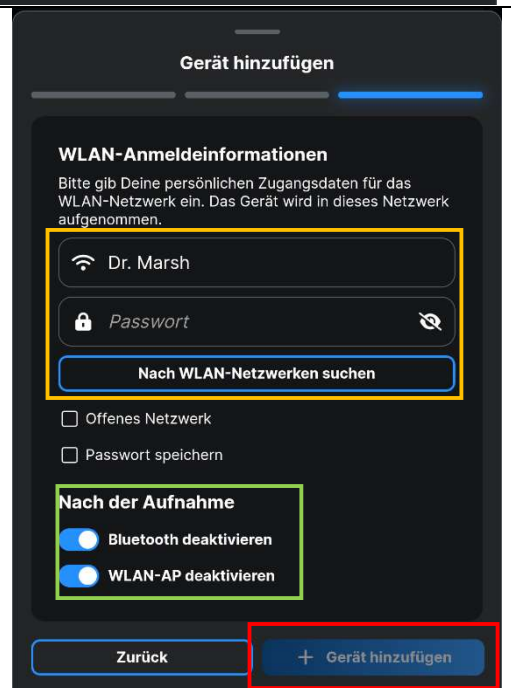 Gerät hinzufügen
WLAN-Anmeldeinformationen
Bitte gib Deine persönlichen Zugangsdaten für das
WLAN-Netzwerk ein. Das Gerät wird in dieses Netzwerk
aufgenommen.
Dr. Marsh
Passwort
Nach WLAN-Netzwerken suchen
Offenes Netzwerk
Passwort speichern
Nach der Aufnahme
Bluetooth deaktivieren
WLAN-AP deaktivieren
Zurück
+ Gerät hinzufügen